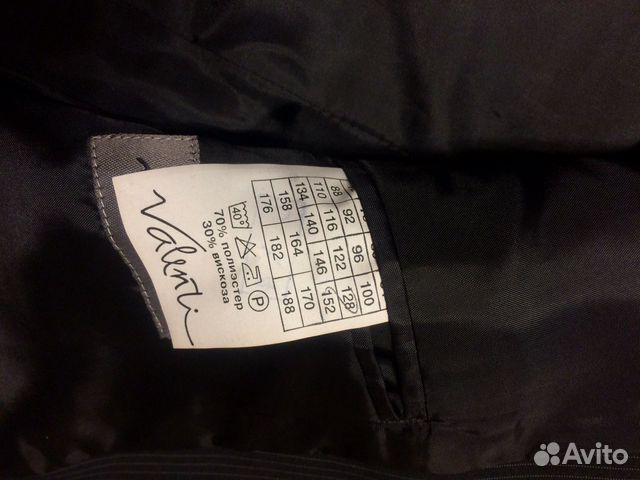 88 92 96 100
110 116 122 128
134 140 146 152
158 164 170
176 182 188
40° P
70% полиэстер
30% вискоза
Valenti
Avito